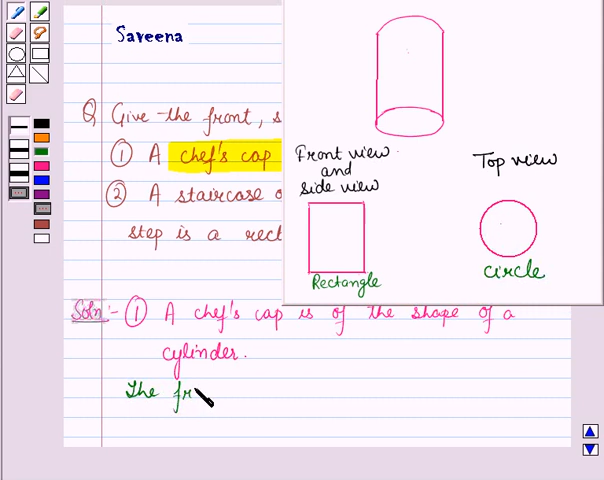 Saveena
Q Give the front, s
① A chef's cap
② A staircase o
step is a rect
Front view
and
side view
Top view
Rectangle
circle
Soln:- ① A chef's cap is of the shape of a
cylinder.
The fr